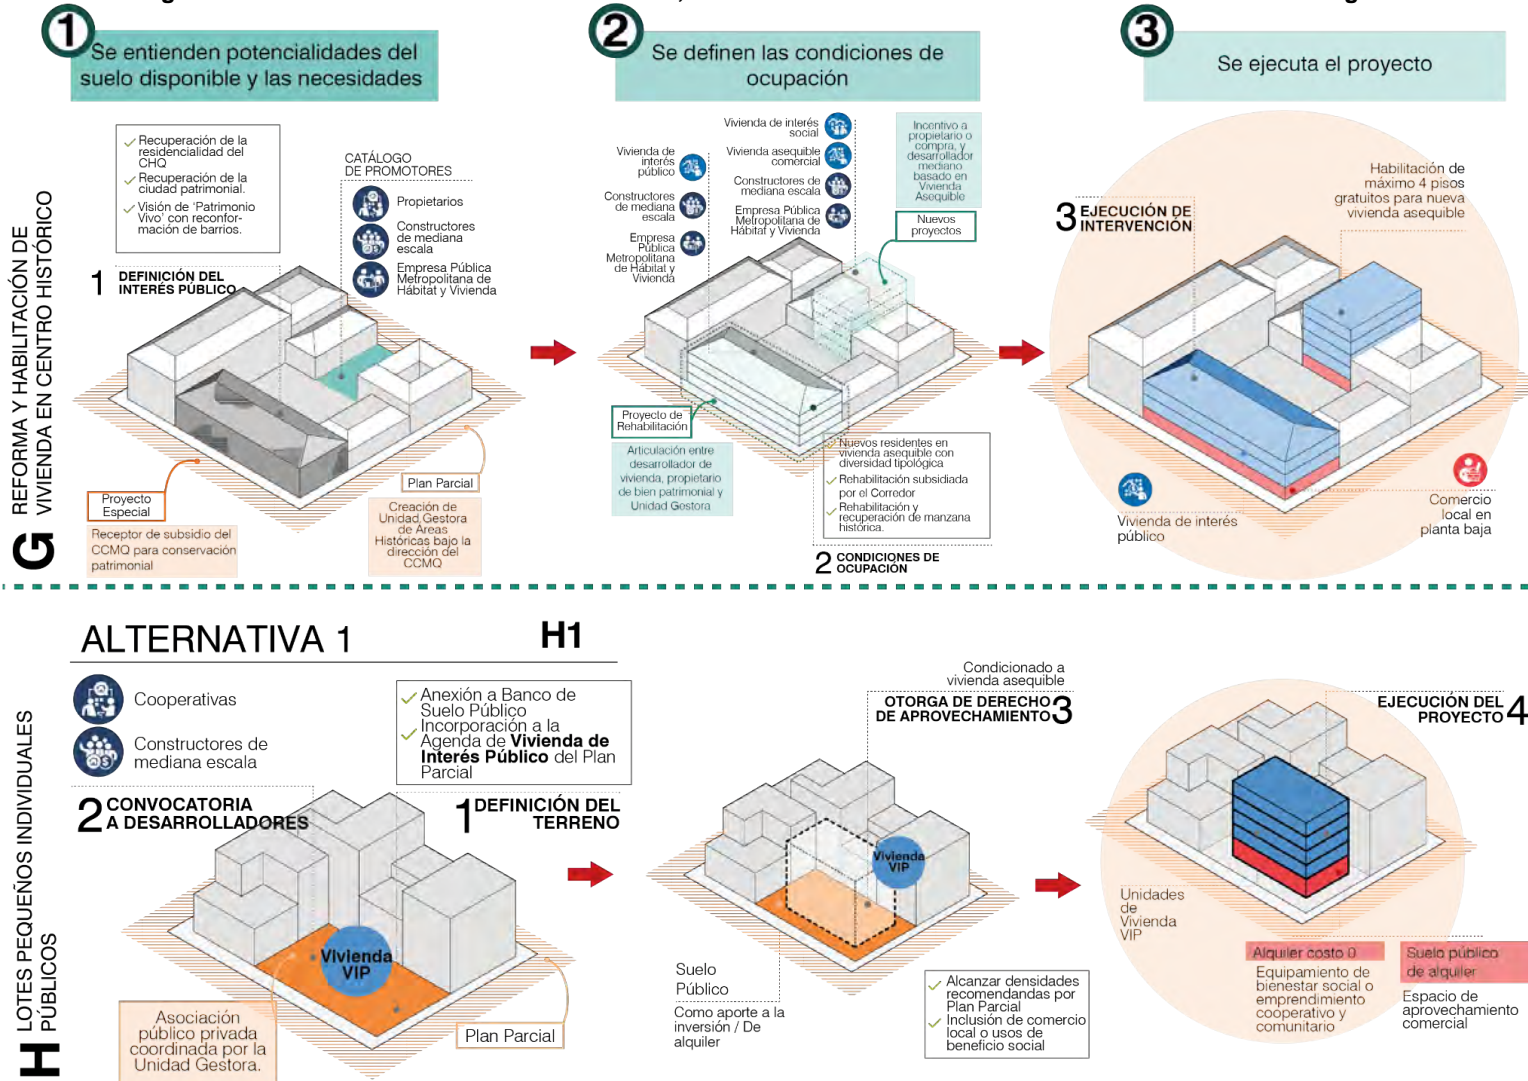 1
Se entienden potencialidades del
suelo disponible y las necesidades
2
Se definen las condiciones de
ocupación
3
Se ejecuta el proyecto
G
REFORMA Y HABILITACIÓN DE
VIVIENDA EN CENTRO HISTÓRICO
Recuperación de la
residencialidad del
CHQ
Recuperación de la
ciudad patrimonial.
Visión de 'Patrimonio
Vivo' con reconfor-
mación de barrios.
1 DEFINICIÓN DEL
INTERÉS PÚBLICO
CATÁLOGO
DE PROMOTORES
Propietarios
Constructores
de mediana
escala
Empresa Pública
Metropolitana de
Hábitat y Vivienda
Proyecto
Especial
Receptor de subsidio del
CCMQ para conservación
patrimonial
Plan Parcial
Creación de
Unidad Gestora
de Áreas
Históricas bajo la
dirección del
CCMQ
Vivienda de
interés
público
Constructores
de mediana
escala
Empresa
Pública
Metropolitana
de Hábitat y
Vivienda
Vivienda de interés
social
Vivienda asequible
comercial
Constructores de
mediana escala
Empresa Pública
Metropolitana de
Hábitat y Vivienda
Incentivo a
propietario o
compra, y
desarrollador
mediano
basado en
Vivienda
Asequible
Nuevos
proyectos
Proyecto de
Rehabilitación
Articulación entre
desarrollador de
vivienda, propietario
de bien patrimonial y
Unidad Gestora
Nuevos residentes en
vivienda asequible con
diversidad tipológica
Rehabilitación subsidiada
por el Corredor
Rehabilitación y
recuperación de manzana
histórica.
2 CONDICIONES DE
OCUPACIÓN
3 EJECUCIÓN DE
INTERVENCIÓN
Habilitación de
máximo 4 pisos
gratuitos para nueva
vivienda asequible
Vivienda de interés
público
Comercio
local en
planta baja
H
LOTES PEQUEÑOS INDIVIDUALES
PÚBLICOS
ALTERNATIVA 1
H1
Cooperativas
Constructores de
mediana escala
2 CONVOCATORIA
A DESARROLLADORES
Anexión a Banco de
Suelo Público
Incorporación a la
Agenda de Vivienda de
Interés Público del Plan
Parcial
1 DEFINICIÓN DEL
TERRENO
Vivienda
VIP
Asociación
público privada
coordinada por la
Unidad Gestora.
Plan Parcial
Condicionado a
vivienda asequible
OTORGA DE DERECHO
DE APROVECHAMIENTO 3
Vivienda
VIP
Suelo
Público
Como aporte a la
inversión / De
alquiler
Alcanzar densidades
recomendandas por
Plan Parcial
Inclusión de comercio
local o usos de
beneficio social
EJECUCIÓN DEL
PROYECTO 4
Unidades
de
Vivienda
VIP
Alquiler costo 0
Equipamiento de
bienestar social o
emprendimiento
cooperativo y
comunitario
Suelo público
de alquiler
Espacio de
aprovechamiento
comercial